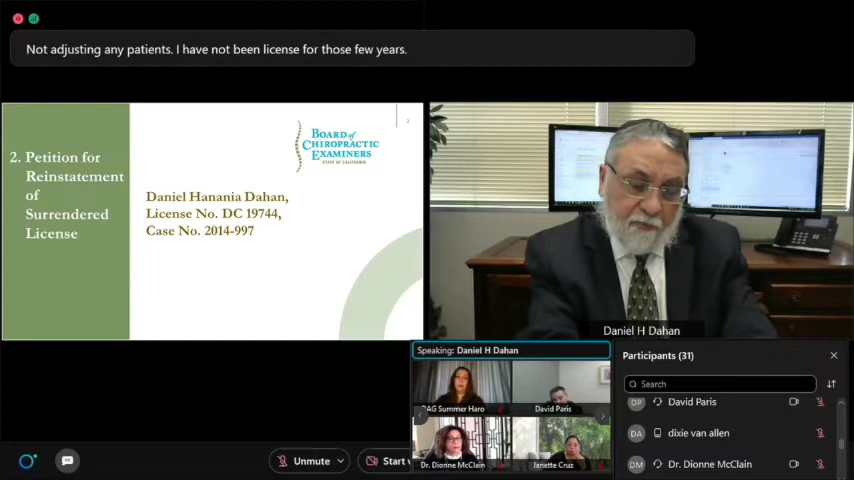 Not adjusting any patients. I have not been license for those few years.
2. Petition for
Reinstatement
of
Surrendered
License
BOARD of
CHIROPRACTIC
EXAMINERS
STATE OF CALIFORNIA
Daniel Hanania Dahan,
License No. DC 19744,
Case No. 2014-997
Daniel H Dahan
Speaking: Daniel H Dahan
DAG Summer Haro
David Paris
Dr. Dionne McClain
Janette Cruz
Participants (31)
Search
DP David Paris
DA dixie van allen
DM Dr. Dionne McClain
Unmute
Start